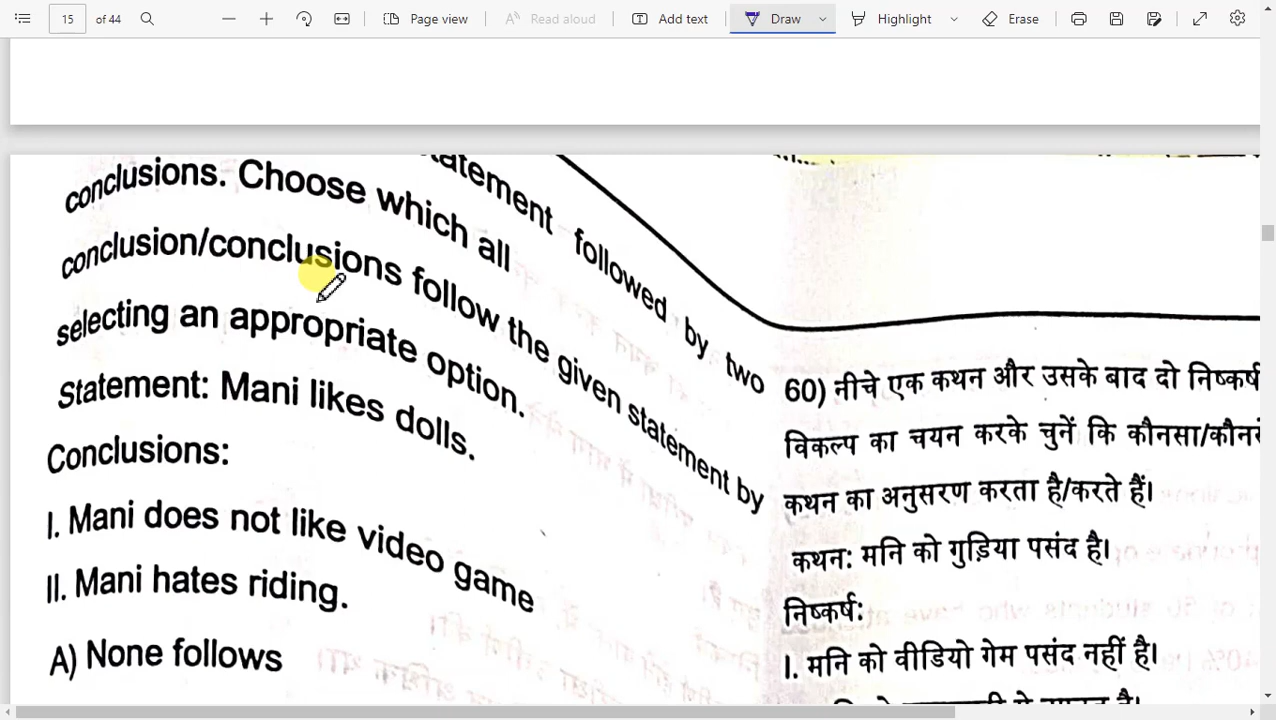 15 of 44 Page view Read aloud Add text Draw Highlight Erase
statement followed by two
conclusions. Choose which all
conclusion/conclusions follow the given statement by
selecting an appropriate option.
Statement: Mani likes dolls.
Conclusions:
I. Mani does not like video game
II. Mani hates riding.
A) None follows
60) नीचे एक कथन और उसके बाद दो निष्कर्ष
विकल्प का चयन करके चुनें कि कौनसा/कौनसे
कथन का अनुसरण करता है/करते हैं।
कथन: मनि को गुड़िया पसंद है।
निष्कर्ष:
I. मनि को वीडियो गेम पसंद नहीं है।